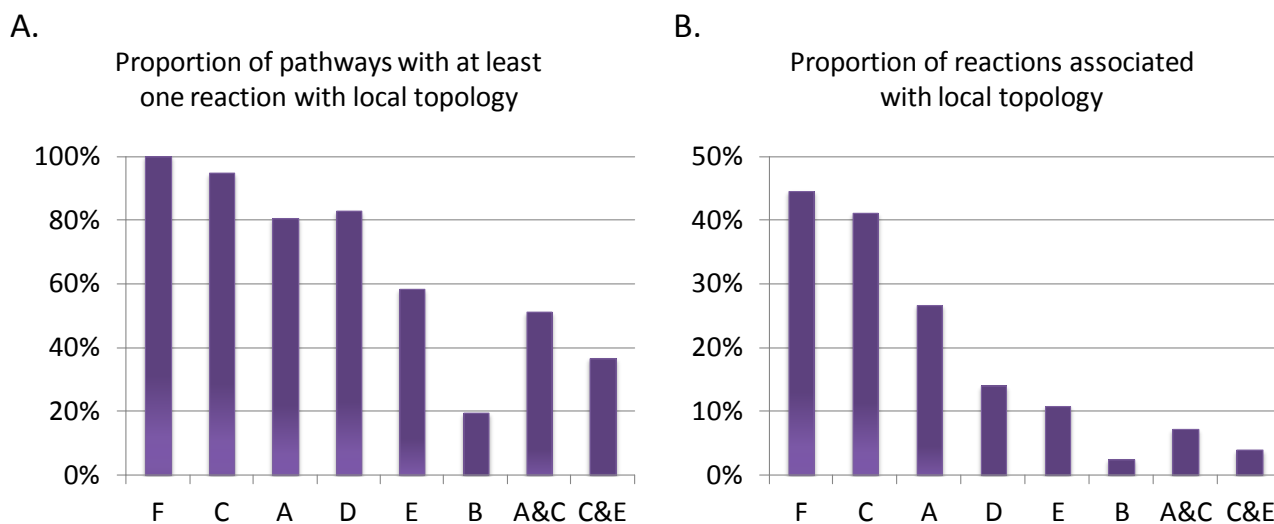 A.
Proportion of pathways with at least
one reaction with local topology
100%
80%
60%
40%
20%
0%
F C A D E B A&C C&E
B.
Proportion of reactions associated
with local topology
50%
40%
30%
20%
10%
0%
F C A D E B A&C C&E